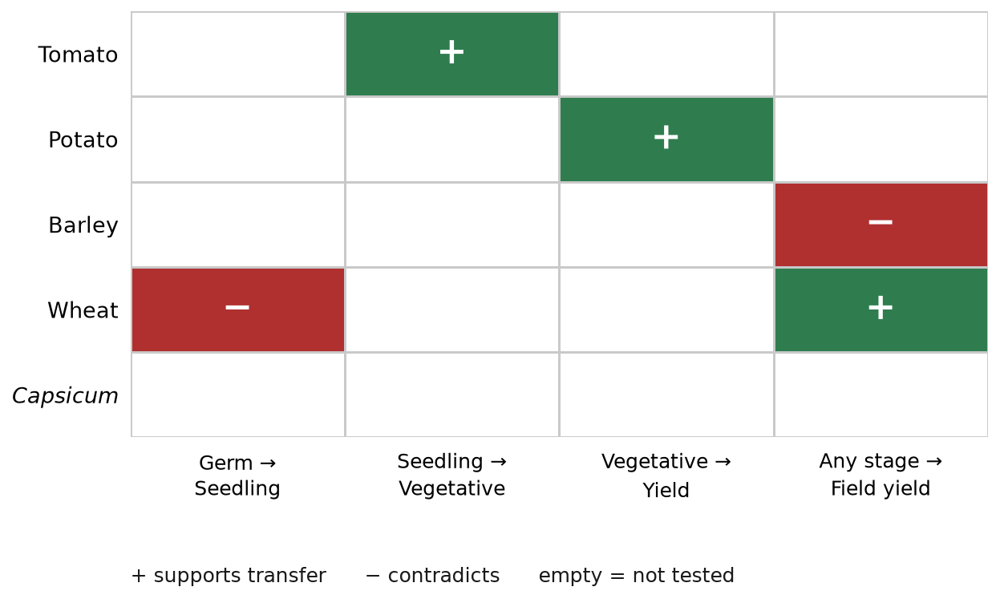 Tomato +
Potato +
Barley −
Wheat − +
Capsicum
Germ → Seedling → Vegetative → Any stage →
Seedling Vegetative Yield Field yield
+ supports transfer − contradicts empty = not tested